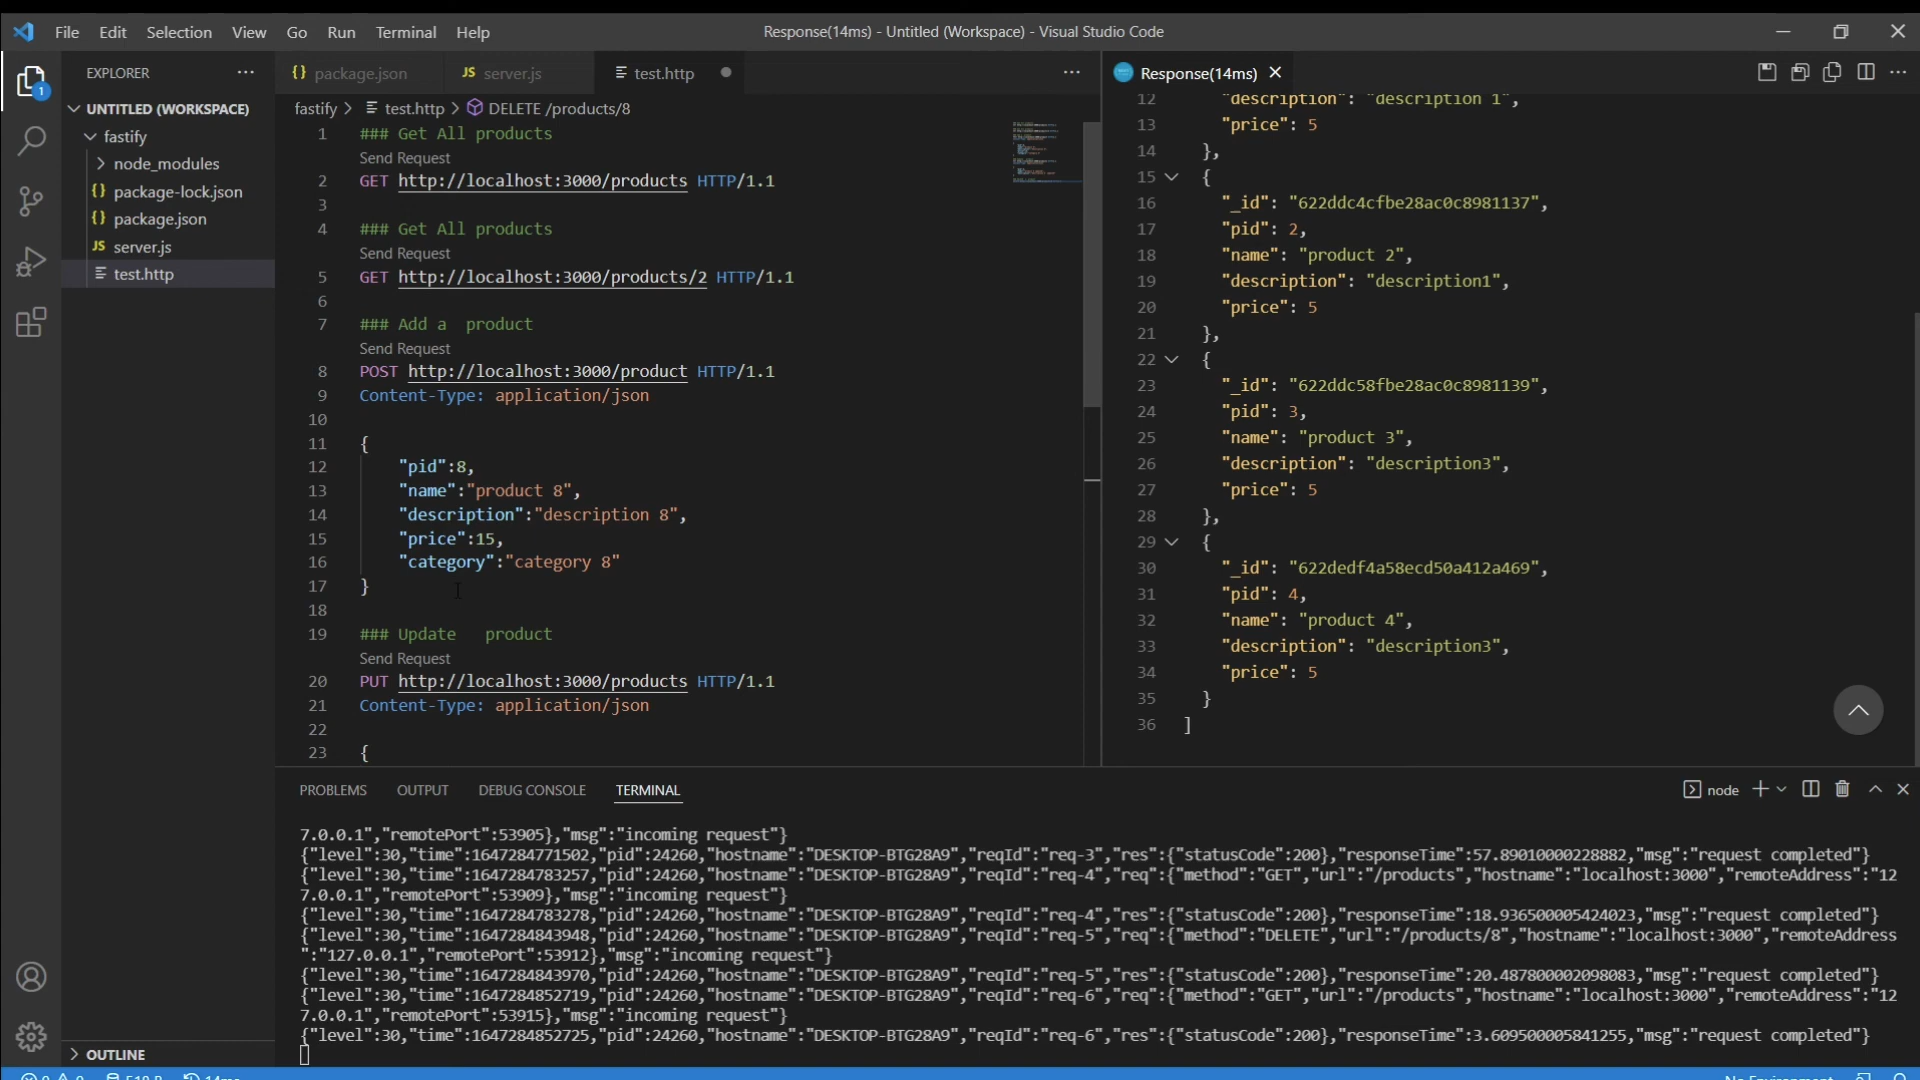 File Edit Selection View Go Run Terminal Help
Response(14ms) - Untitled (Workspace) - Visual Studio Code
EXPLORER
1
UNTITLED (WORKSPACE)
fastify
node_modules
{} package-lock.json
{} package.json
JS server.js
test.http
OUTLINE
{} package.json
JS server.js
test.http
fastify > test.http > DELETE /products/8
1 ### Get All products
Send Request
2 GET http://localhost:3000/products HTTP/1.1
3
4 ### Get All products
Send Request
5 GET http://localhost:3000/products/2 HTTP/1.1
6
7 ### Add a  product
Send Request
8 POST http://localhost:3000/product HTTP/1.1
9 Content-Type: application/json
10
11 {
12 "pid":8,
13 "name":"product 8",
14 "description":"description 8",
15 "price":15,
16 "category":"category 8"
17 }
18
19 ### Update   product
Send Request
20 PUT http://localhost:3000/products HTTP/1.1
21 Content-Type: application/json
22
23 {
Response(14ms)
12 "description": "description 1",
13 "price": 5
14 },
15 {
16 "_id": "622ddc4cfbe28ac0c8981137",
17 "pid": 2,
18 "name": "product 2",
19 "description": "description1",
20 "price": 5
21 },
22 {
23 "_id": "622ddc58fbe28ac0c8981139",
24 "pid": 3,
25 "name": "product 3",
26 "description": "description3",
27 "price": 5
28 },
29 {
30 "_id": "622dedf4a58ecd50a412a469",
31 "pid": 4,
32 "name": "product 4",
33 "description": "description3",
34 "price": 5
35 }
36 ]
PROBLEMS OUTPUT DEBUG CONSOLE TERMINAL
node
7.0.0.1","remotePort":53905},"msg":"incoming request"}
{"level":30,"time":1647284771502,"pid":24260,"hostname":"DESKTOP-BTG28A9","reqId":"req-3","res":{"statusCode":200},"responseTime":57.89010000228882,"msg":"request completed"}
{"level":30,"time":1647284783257,"pid":24260,"hostname":"DESKTOP-BTG28A9","reqId":"req-4","req":{"method":"GET","url":"/products","hostname":"localhost:3000","remoteAddress":"12
7.0.0.1","remotePort":53909},"msg":"incoming request"}
{"level":30,"time":1647284783278,"pid":24260,"hostname":"DESKTOP-BTG28A9","reqId":"req-4","res":{"statusCode":200},"responseTime":18.936500005424023,"msg":"request completed"}
{"level":30,"time":1647284843948,"pid":24260,"hostname":"DESKTOP-BTG28A9","reqId":"req-5","req":{"method":"DELETE","url":"/products/8","hostname":"localhost:3000","remoteAddress
":"127.0.0.1","remotePort":53912},"msg":"incoming request"}
{"level":30,"time":1647284843970,"pid":24260,"hostname":"DESKTOP-BTG28A9","reqId":"req-5","res":{"statusCode":200},"responseTime":20.487800002098083,"msg":"request completed"}
{"level":30,"time":1647284852719,"pid":24260,"hostname":"DESKTOP-BTG28A9","reqId":"req-6","req":{"method":"GET","url":"/products","hostname":"localhost:3000","remoteAddress":"12
7.0.0.1","remotePort":53915},"msg":"incoming request"}
{"level":30,"time":1647284852725,"pid":24260,"hostname":"DESKTOP-BTG28A9","reqId":"req-6","res":{"statusCode":200},"responseTime":3.609500005841255,"msg":"request completed"}